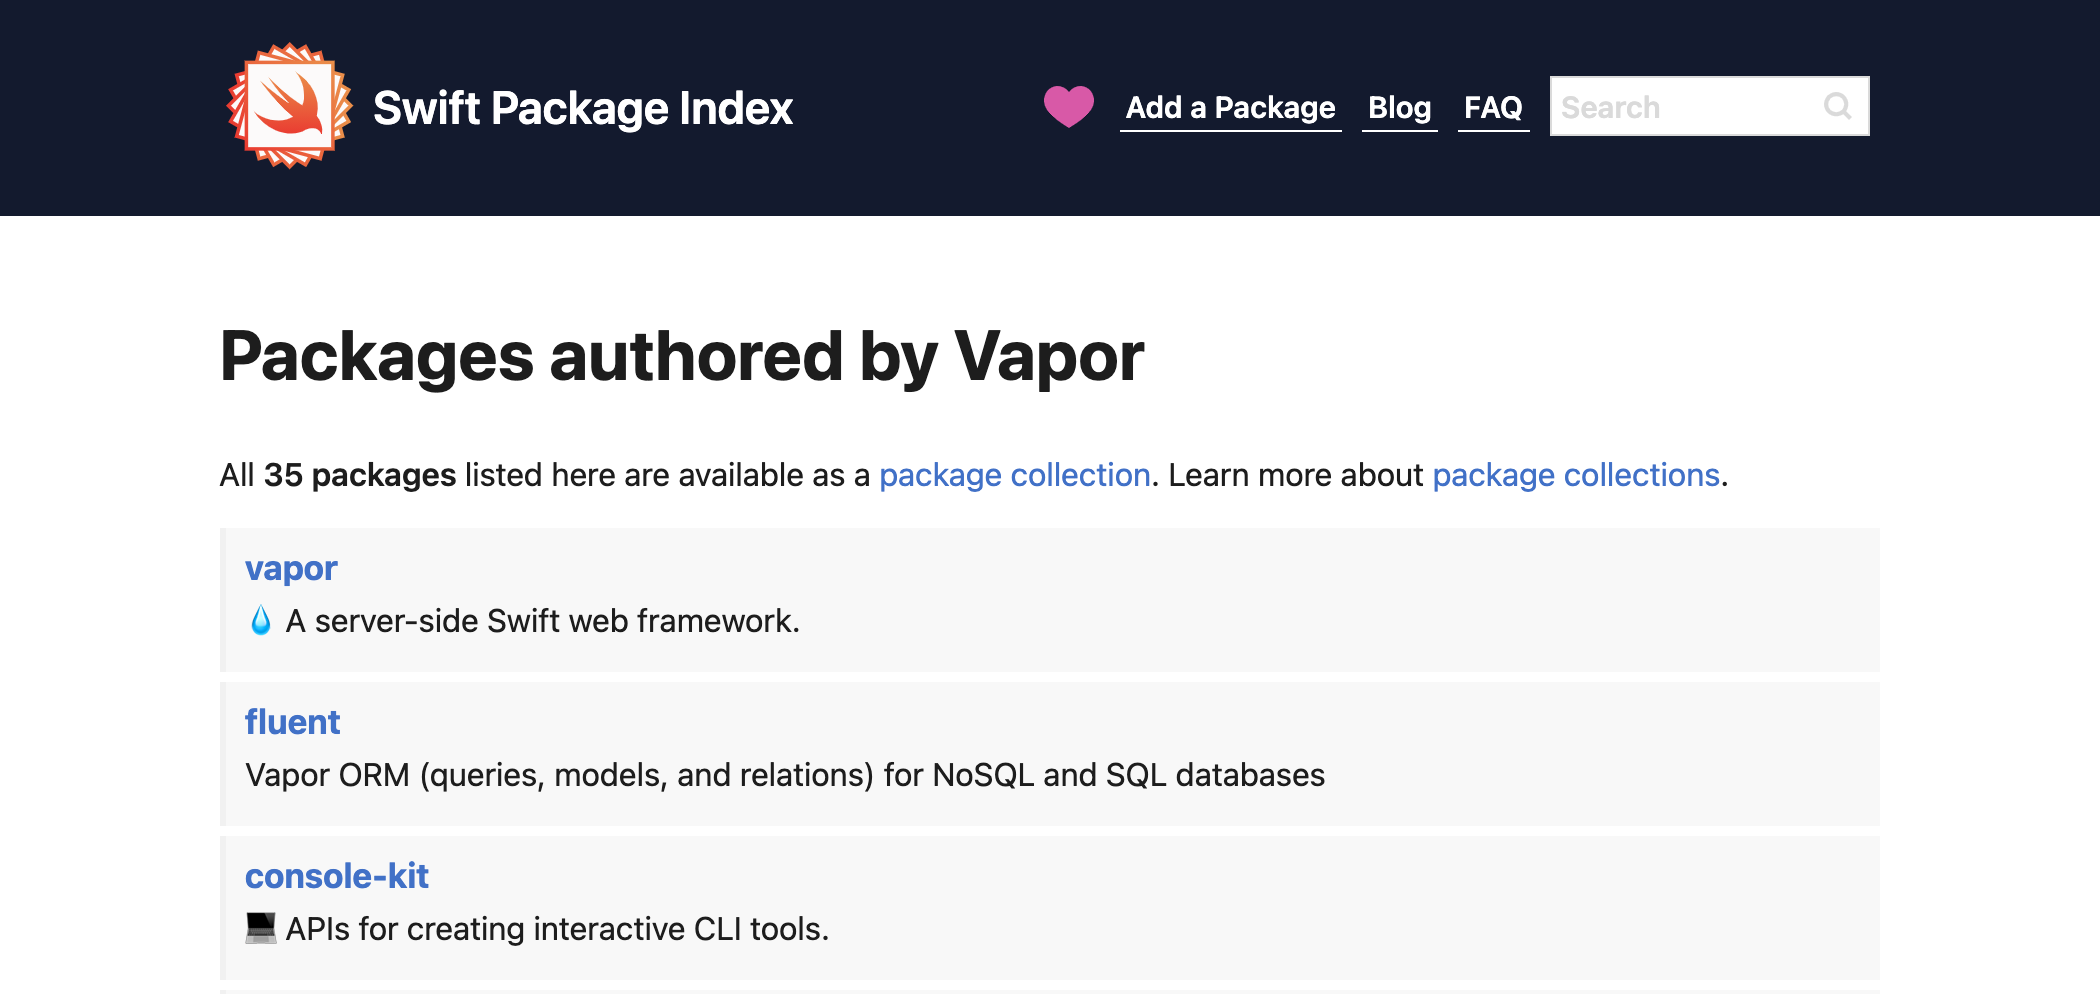 Swift Package Index
Add a Package Blog FAQ Search
Packages authored by Vapor
All 35 packages listed here are available as a package collection. Learn more about package collections.
vapor
💧 A server-side Swift web framework.
fluent
Vapor ORM (queries, models, and relations) for NoSQL and SQL databases
console-kit
💻 APIs for creating interactive CLI tools.